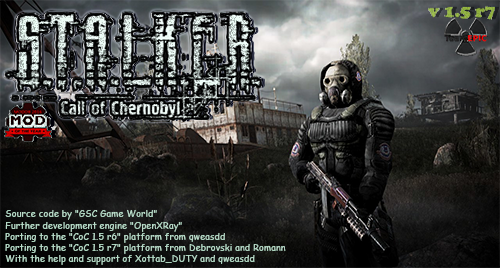 v 1.5 r7
S.T.A.L.K.E.R
Call of Chernobyl
MOD
Source code by "GSC Game World"
Further development engine "OpenXRay"
Porting to the "CoC 1.5 r6" platform from qweasdd
Porting to the "CoC 1.5 r7" platform from Debrovski and Romann
With the help and support of Xottab_DUTY and qweasdd